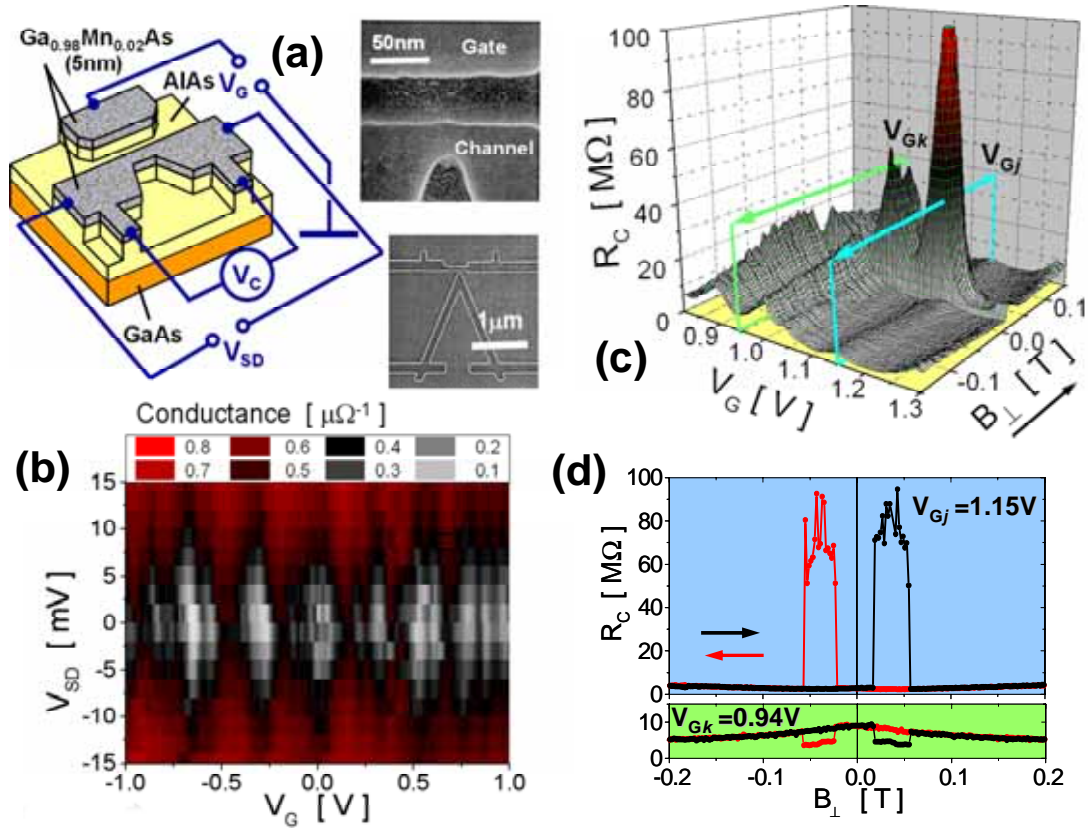 (a)
Ga0.98Mn0.02As
(5nm)
AlAs
VG
VC
GaAs
VSD
50nm
Gate
Channel
1μm
(b)
Conductance [ μΩ-1 ]
0.8 0.6 0.4 0.2
0.7 0.5 0.3 0.1
VSD [ mV ]
15
10
5
0
-5
-10
-15
-1.0 -0.5 0.0 0.5 1.0
VG [ V ]
(c)
RC [ MΩ ]
100
80
60
40
20
0
VGk
VGj
0.9 1.0 1.1 1.2 1.3
VG [ V ]
-0.1 0.0 0.1
B⊥ [ T ]
(d)
RC [ MΩ ]
100
80
60
40
20
0
VGj =1.15V
10
0
VGk=0.94V
-0.2 -0.1 0.0 0.1 0.2
B⊥ [ T ]